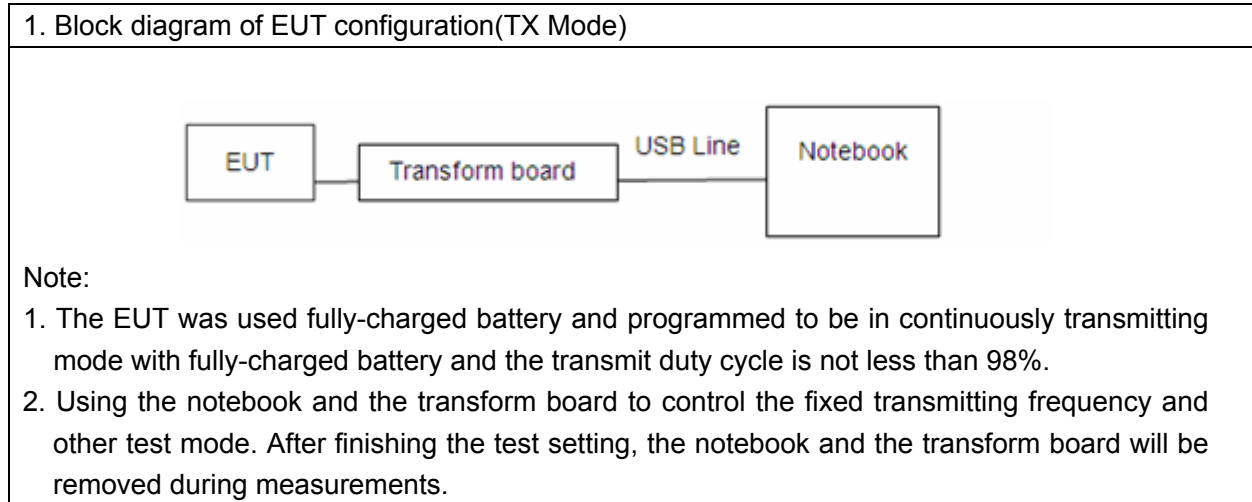 1. Block diagram of EUT configuration(TX Mode)
EUT
Transform board
USB Line
Notebook
Note:
1. The EUT was used fully-charged battery and programmed to be in continuously transmitting
mode with fully-charged battery and the transmit duty cycle is not less than 98%.
2. Using the notebook and the transform board to control the fixed transmitting frequency and
other test mode. After finishing the test setting, the notebook and the transform board will be
removed during measurements.